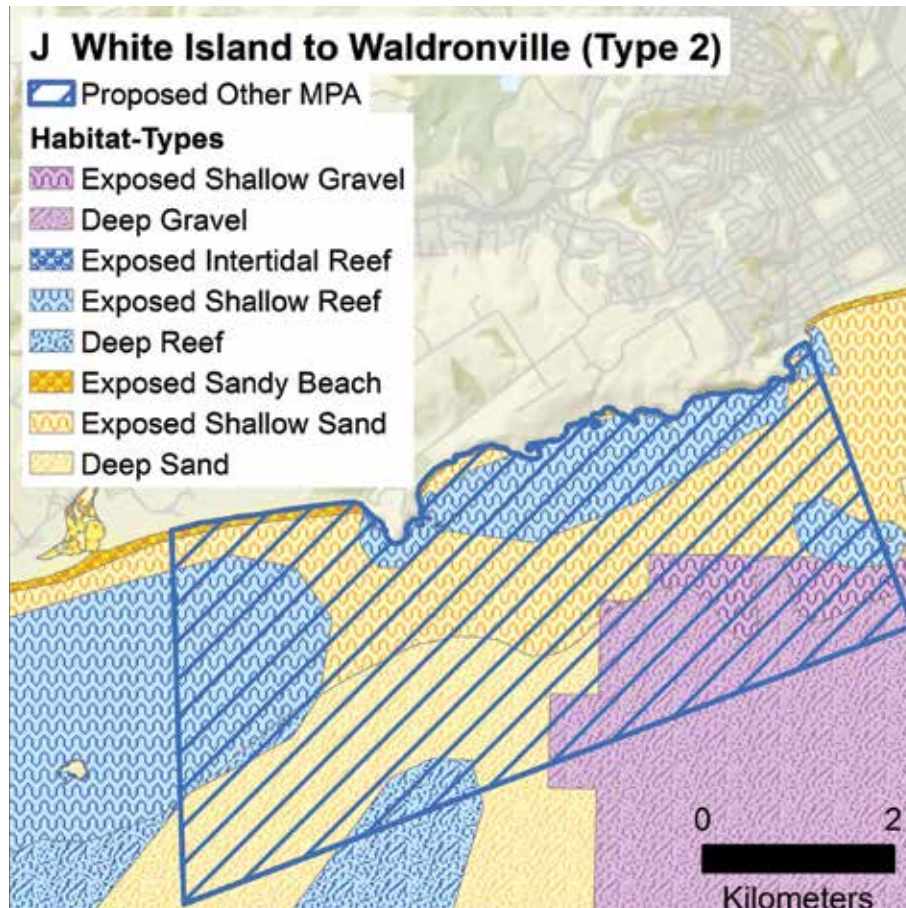 J White Island to Waldronville (Type 2)
Proposed Other MPA
Habitat-Types
Exposed Shallow Gravel
Deep Gravel
Exposed Intertidal Reef
Exposed Shallow Reef
Deep Reef
Exposed Sandy Beach
Exposed Shallow Sand
Deep Sand
0 2
Kilometers